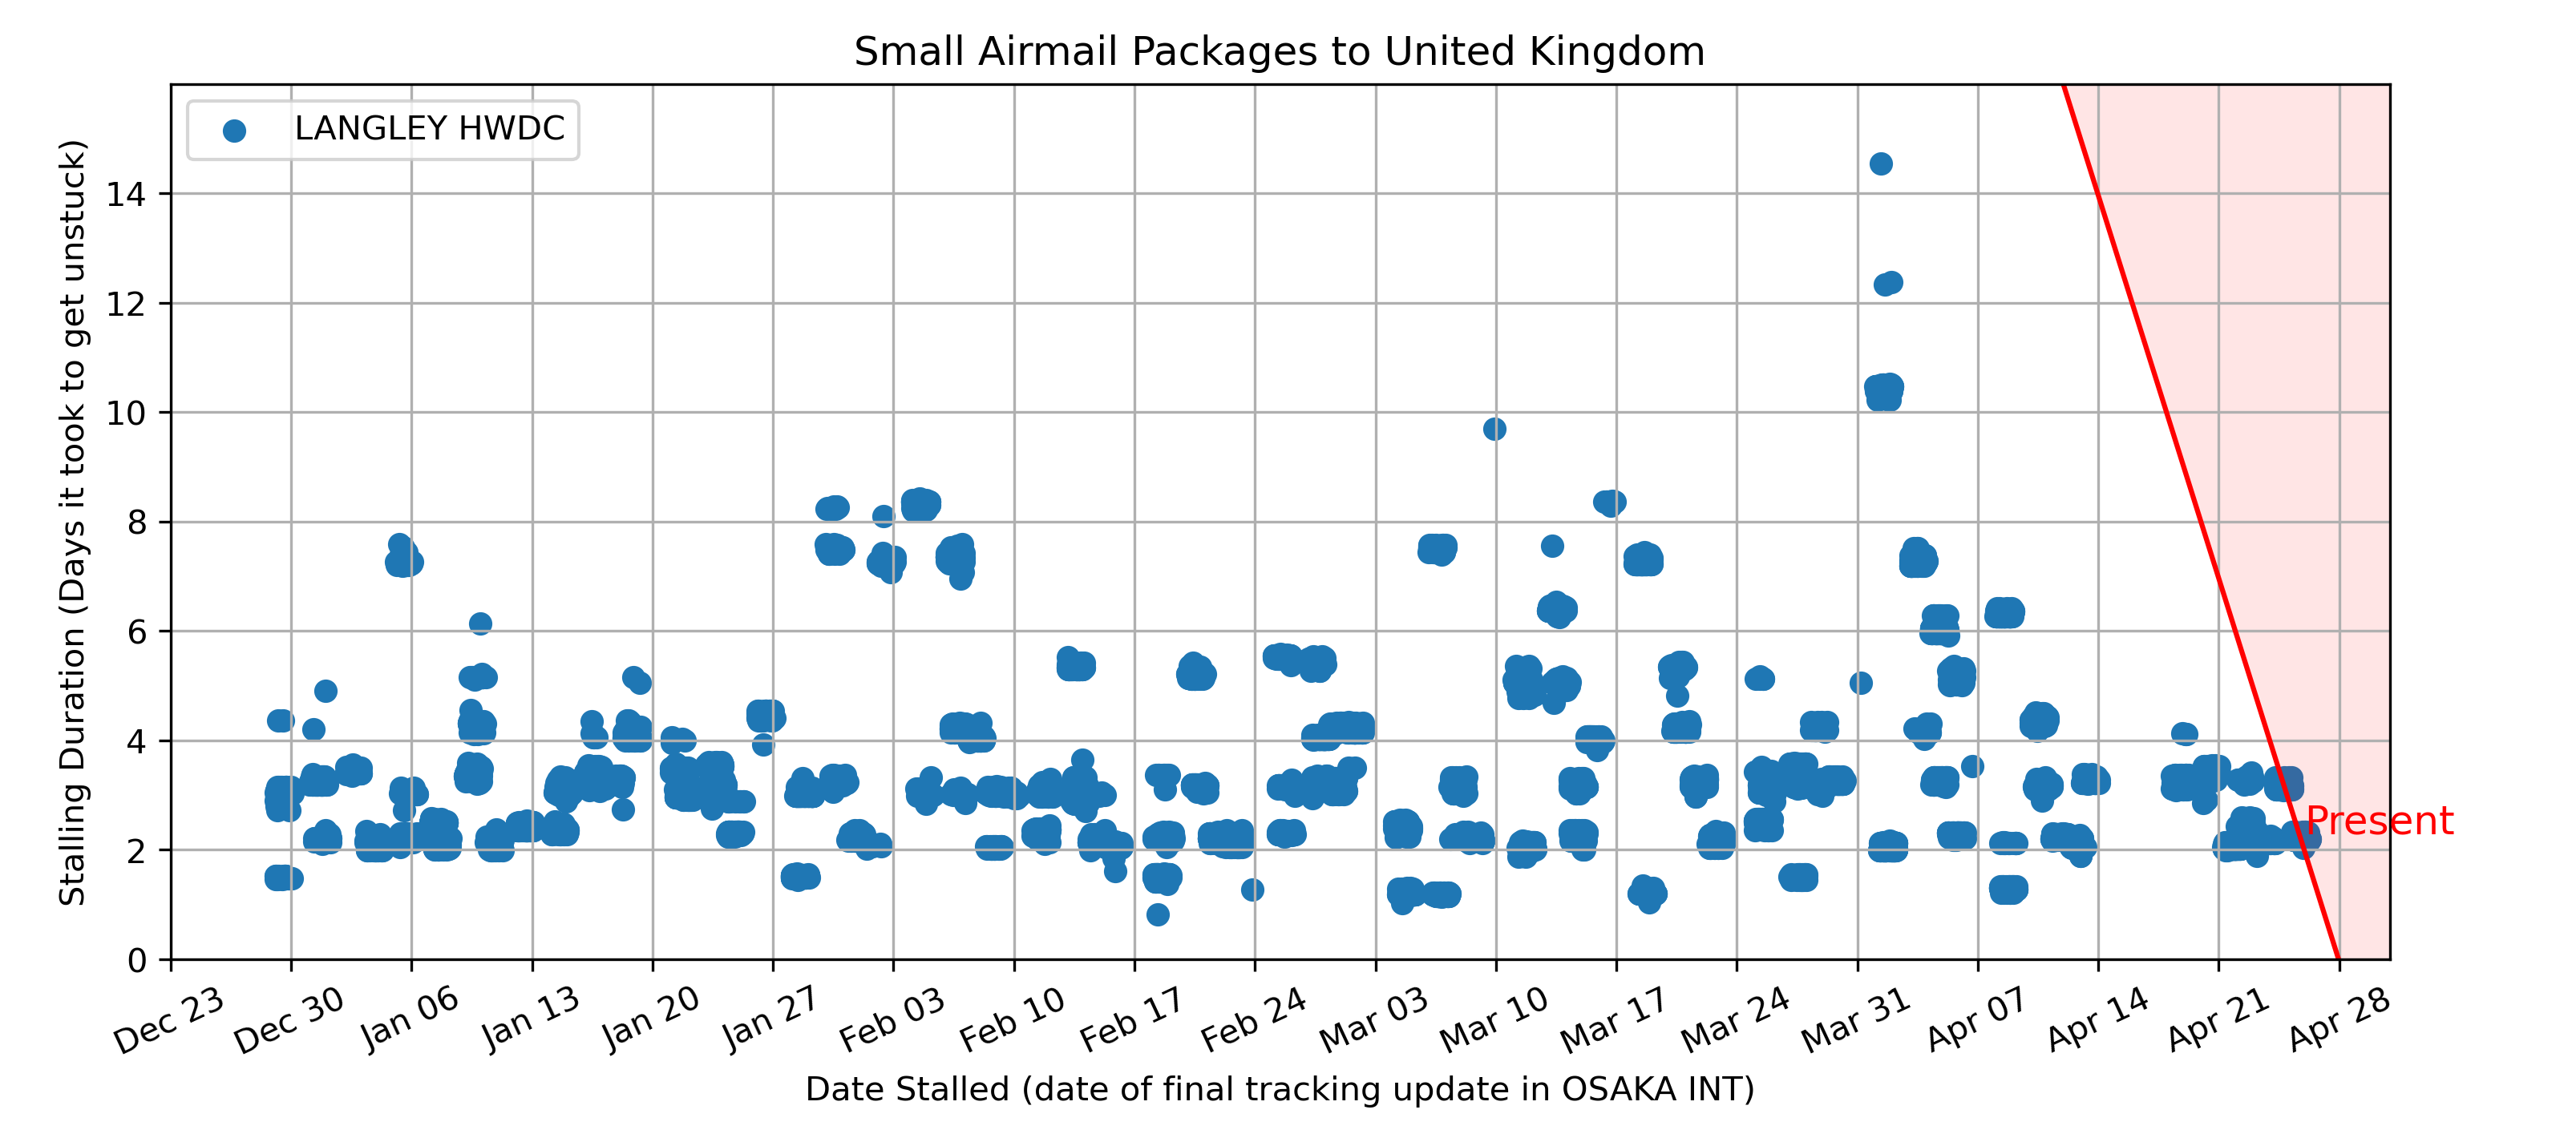 Small Airmail Packages to United Kingdom
LANGLEY HWDC
Stalling Duration (Days it took to get unstuck)
14
12
10
8
6
4
2
0
Present
Dec 23
Dec 30
Jan 06
Jan 13
Jan 20
Jan 27
Feb 03
Feb 10
Feb 17
Feb 24
Mar 03
Mar 10
Mar 17
Mar 24
Mar 31
Apr 07
Apr 14
Apr 21
Apr 28
Date Stalled (date of final tracking update in OSAKA INT)